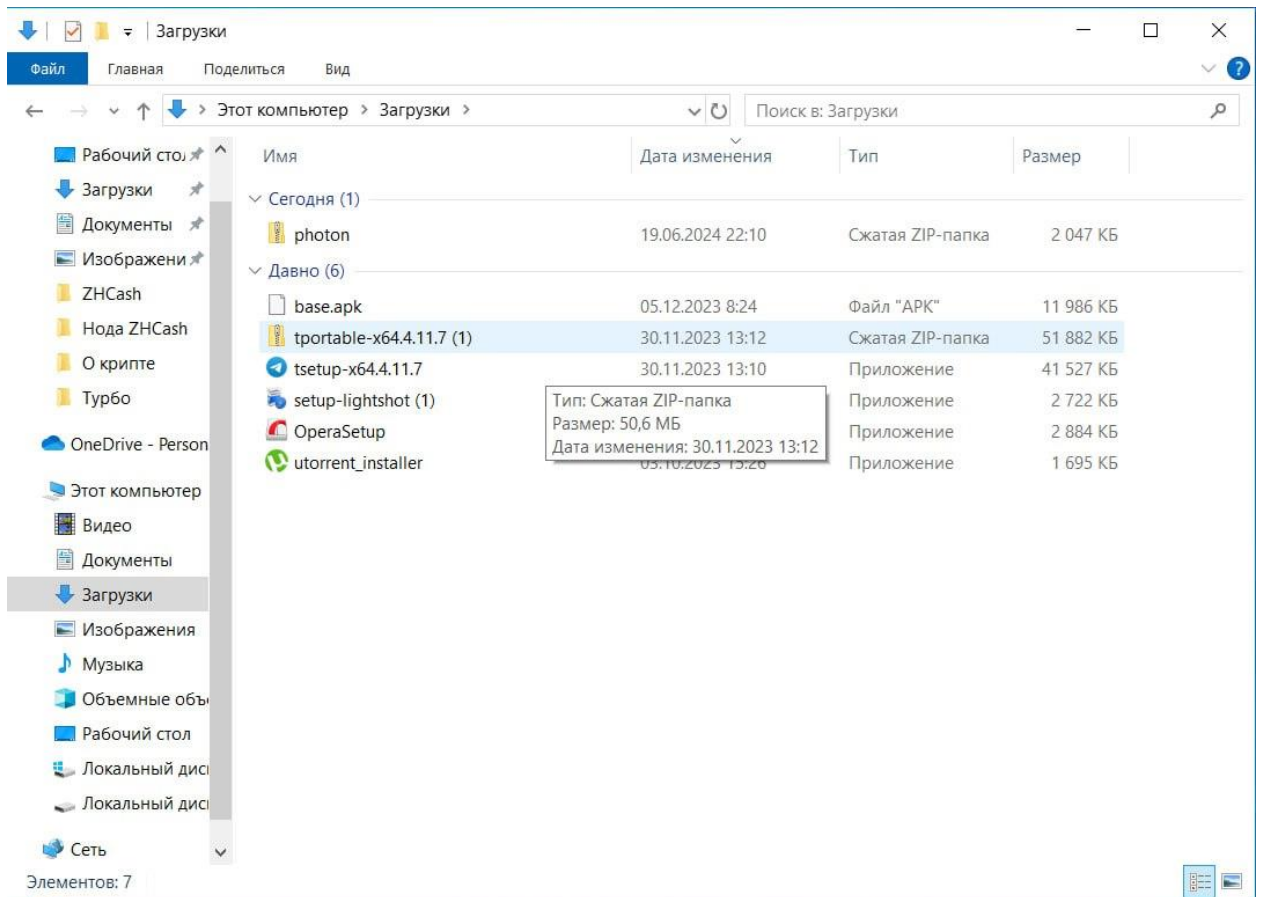 Загрузки
Файл Главная Поделиться Вид
Этот компьютер > Загрузки > Поиск в: Загрузки
Рабочий сто
Загрузки
Документы
Изображени
ZHCash
Нода ZHCash
О крипте
Турбо
OneDrive - Person
Этот компьютер
Видео
Документы
Загрузки
Изображения
Музыка
Объемные объ
Рабочий стол
Локальный дис
Локальный дис
Сеть
Имя Дата изменения Тип Размер
Сегодня (1)
photon 19.06.2024 22:10 Сжатая ZIP-папка 2 047 КБ
Давно (6)
base.apk 05.12.2023 8:24 Файл "APK" 11 986 КБ
tportable-x64.4.11.7 (1) 30.11.2023 13:12 Сжатая ZIP-папка 51 882 КБ
tsetup-x64.4.11.7 30.11.2023 13:10 Приложение 41 527 КБ
setup-lightshot (1) Приложение 2 722 КБ
OperaSetup Приложение 2 884 КБ
utorrent_installer 03.10.2023 15:26 Приложение 1 695 КБ
Тип: Сжатая ZIP-папка
Размер: 50,6 МБ
Дата изменения: 30.11.2023 13:12
Элементов: 7